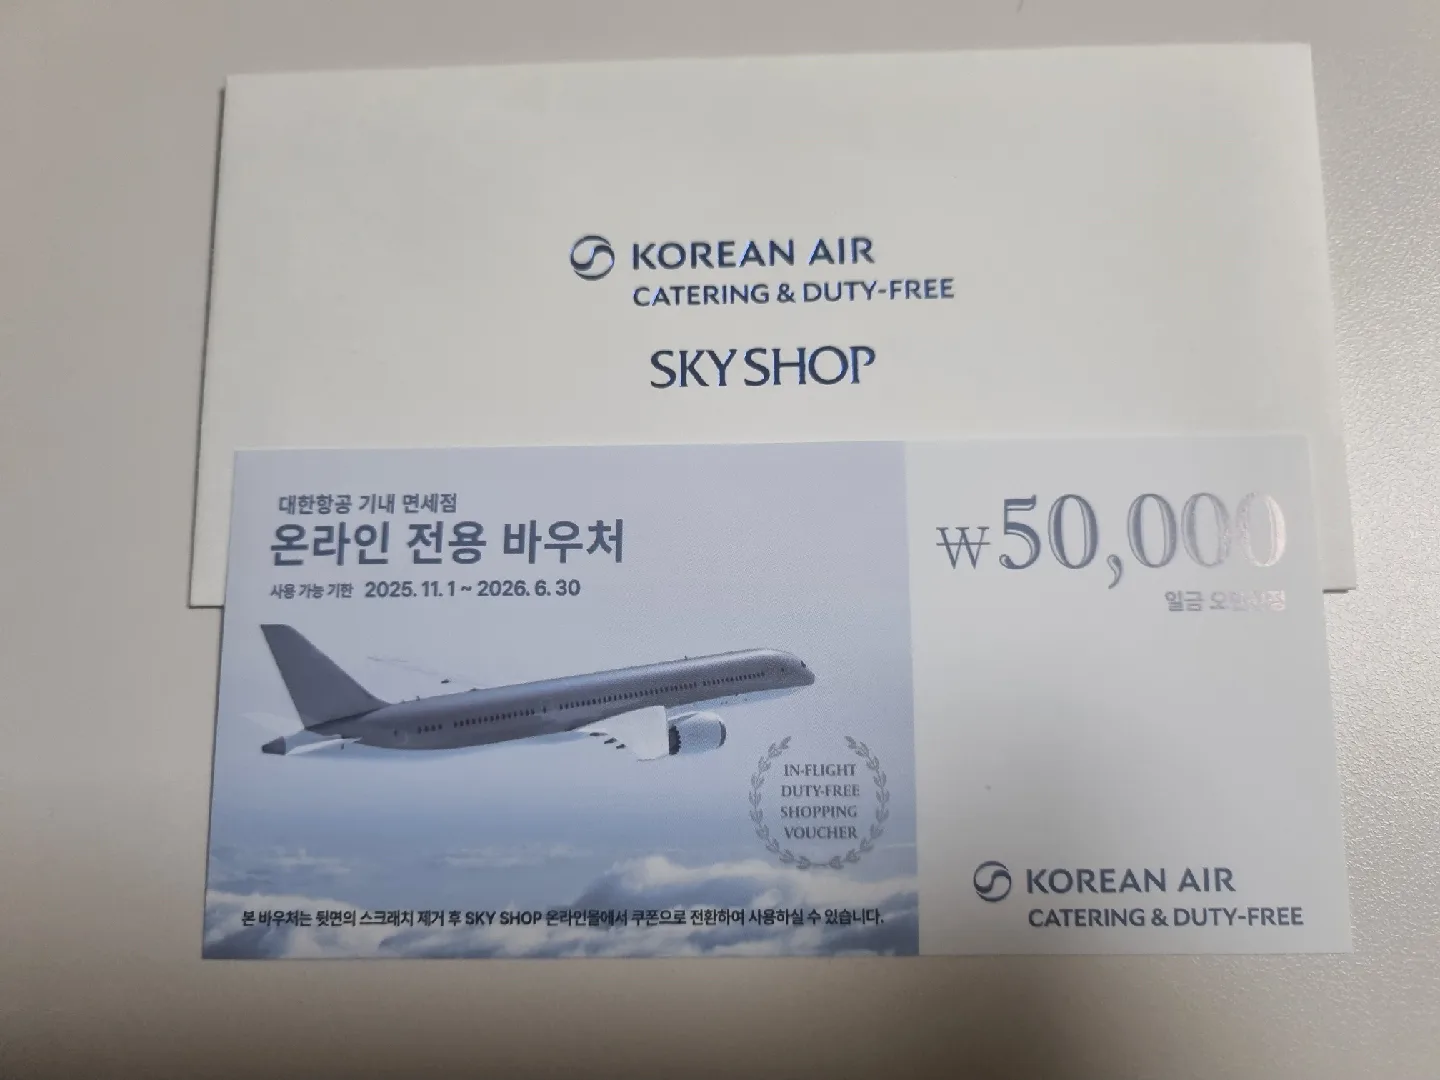 KOREAN AIR
CATERING & DUTY-FREE
SKY SHOP
대한항공 기내 면세점
온라인 전용 바우처
사용 가능 기한 2025. 11. 1 ~ 2026. 6. 30
₩50,000
일금 오만원정
IN-FLIGHT
DUTY-FREE
SHOPPING
VOUCHER
KOREAN AIR
CATERING & DUTY-FREE
본 바우처는 뒷면의 스크래치 제거 후 SKY SHOP 온라인몰에서 쿠폰으로 전환하여 사용하실 수 있습니다.